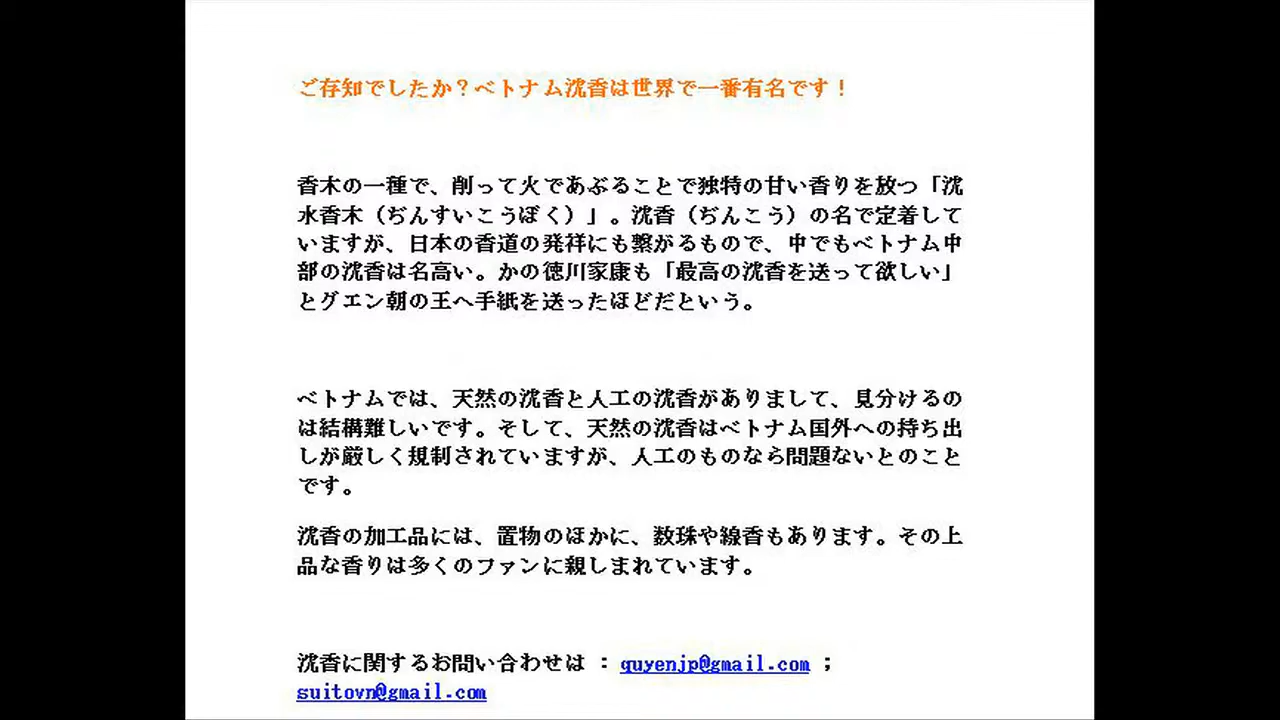 ご存知でしたか？ベトナム沈香は世界で一番有名です！
香木の一種で、削って火であぶることで独特の甘い香りを放つ「沈
水香木（ぢんすいこうぼく）」。沈香（ぢんこう）の名で定着して
いますが、日本の香道の発祥にも繋がるもので、中でもベトナム中
部の沈香は名高い。かの徳川家康も「最高の沈香を送って欲しい」
とグエン朝の王へ手紙を送ったほどだという。
ベトナムでは、天然の沈香と人工の沈香がありまして、見分けるの
は結構難しいです。そして、天然の沈香はベトナム国外への持ち出
しが厳しく規制されていますが、人工のものなら問題ないとのこと
です。
沈香の加工品には、置物のほかに、数珠や線香もあります。その上
品な香りは多くのファンに親しまれています。
沈香に関するお問い合わせは : quyenjp@gmail.com ;
suitovn@gmail.com